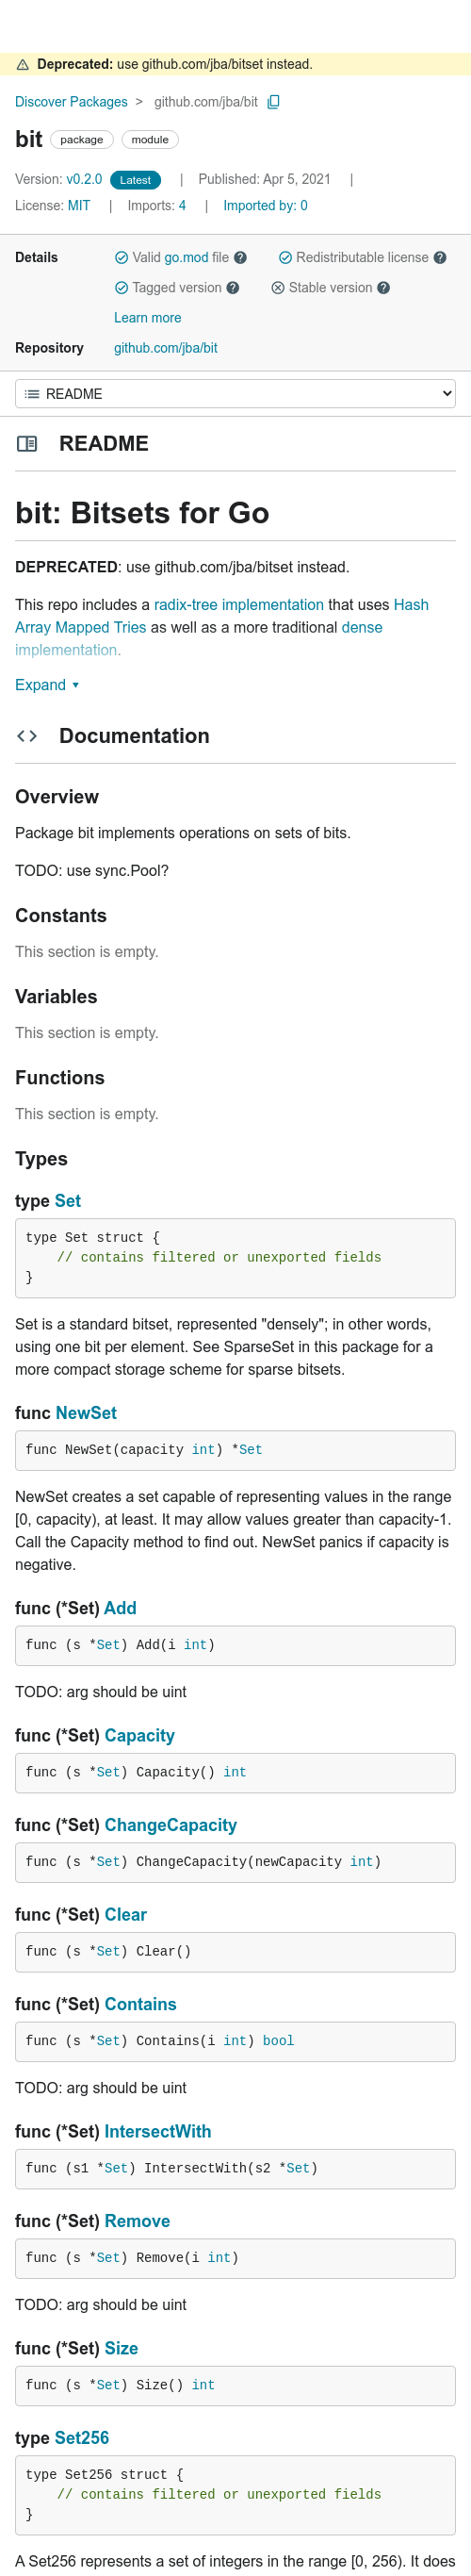 Deprecated: use github.com/jba/bitset instead.
Discover Packages > github.com/jba/bit
bit package module
Version: v0.2.0 Latest | Published: Apr 5, 2021 |
License: MIT | Imports: 4 | Imported by: 0
Details Valid go.mod file Redistributable license
Tagged version Stable version
Learn more
Repository github.com/jba/bit
README
README
bit: Bitsets for Go
DEPRECATED: use github.com/jba/bitset instead.
This repo includes a radix-tree implementation that uses Hash
Array Mapped Tries as well as a more traditional dense
implementation.
Expand ▼
Documentation
Overview
Package bit implements operations on sets of bits.
TODO: use sync.Pool?
Constants
This section is empty.
Variables
This section is empty.
Functions
This section is empty.
Types
type Set
type Set struct {
    // contains filtered or unexported fields
}
Set is a standard bitset, represented "densely"; in other words,
using one bit per element. See SparseSet in this package for a
more compact storage scheme for sparse bitsets.
func NewSet
func NewSet(capacity int) *Set
NewSet creates a set capable of representing values in the range
[0, capacity), at least. It may allow values greater than capacity-1.
Call the Capacity method to find out. NewSet panics if capacity is
negative.
func (*Set) Add
func (s *Set) Add(i int)
TODO: arg should be uint
func (*Set) Capacity
func (s *Set) Capacity() int
func (*Set) ChangeCapacity
func (s *Set) ChangeCapacity(newCapacity int)
func (*Set) Clear
func (s *Set) Clear()
func (*Set) Contains
func (s *Set) Contains(i int) bool
TODO: arg should be uint
func (*Set) IntersectWith
func (s1 *Set) IntersectWith(s2 *Set)
func (*Set) Remove
func (s *Set) Remove(i int)
TODO: arg should be uint
func (*Set) Size
func (s *Set) Size() int
type Set256
type Set256 struct {
    // contains filtered or unexported fields
}
A Set256 represents a set of integers in the range [0, 256). It does